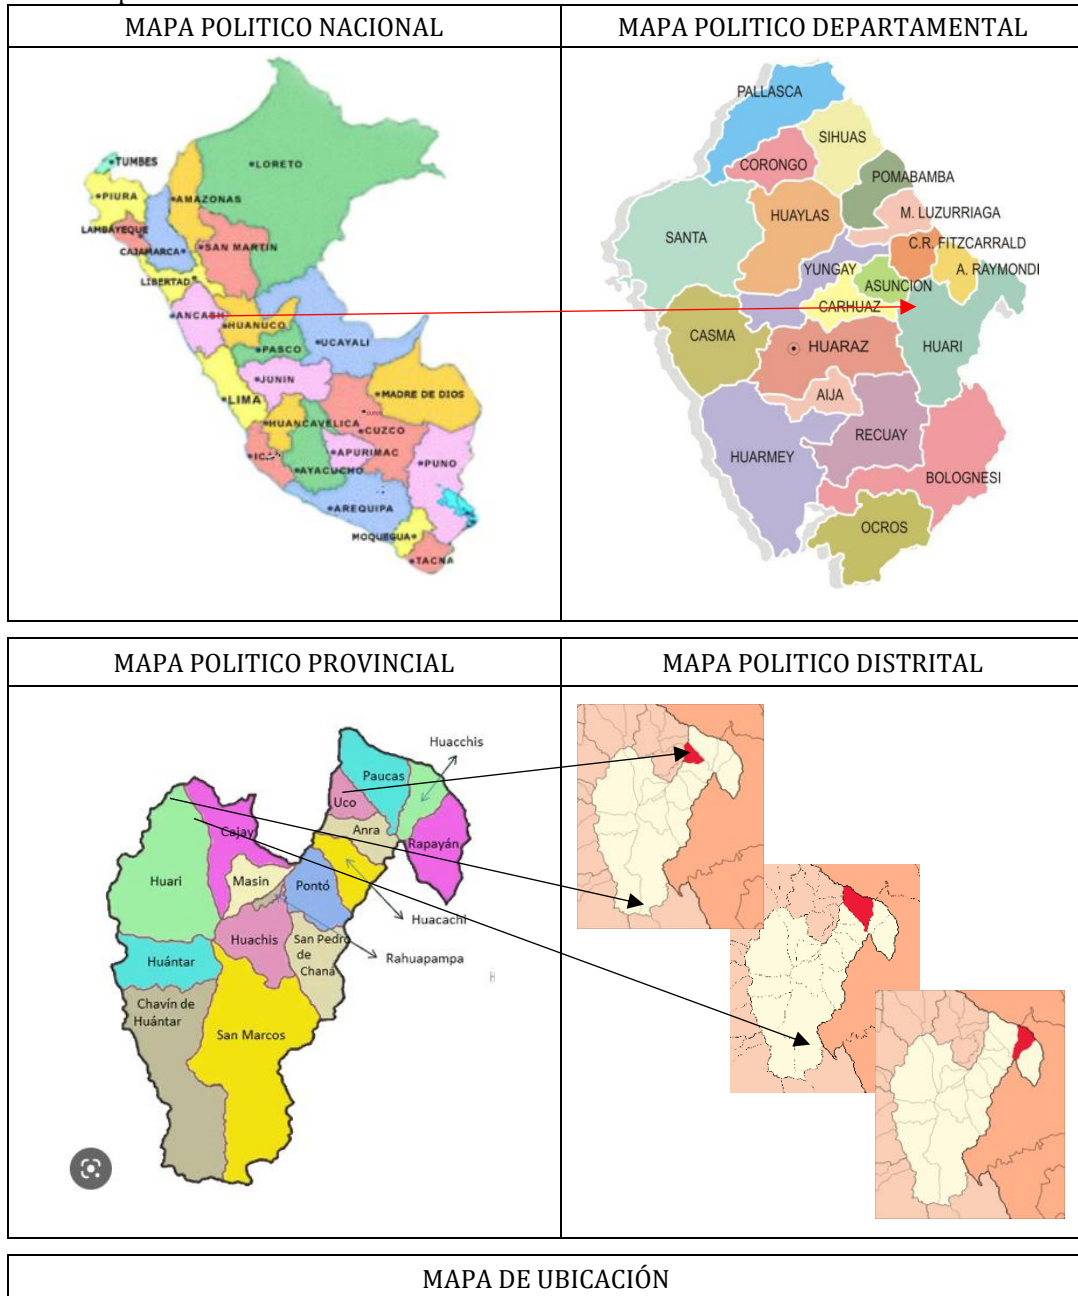 MAPA POLITICO NACIONAL
MAPA POLITICO DEPARTAMENTAL
TUMBES
LORETO
PIURA
AMAZONAS
LAMBAYEQUE
CAJAMARCA
SAN MARTIN
LIBERTAD
ANCASH
HUANUCO
UCAYALI
PASCO
JUNIN
LIMA
MADRE DE DIOS
HUANCAVELICA
CUZCO
APURIMAC
PUNO
AYACUCHO
AREQUIPA
MOQUEGUA
TACNA
PALLASCA
SIHUAS
CORONGO
POMABAMBA
HUAYLAS
M. LUZURRIAGA
SANTA
C.R. FITZCARRALD
YUNGAY
A. RAYMONDI
ASUNCION
CARHUAZ
CASMA
HUARAZ
HUARI
AIJA
RECUAY
HUARMEY
BOLOGNESI
OCROS
MAPA POLITICO PROVINCIAL
MAPA POLITICO DISTRITAL
Huacchis
Paucas
Uco
Anra
Cajay
Rapayán
Huari
Masin
Pontó
Huacachi
Huachis
San Pedro
de
Chaná
Rahuapampa
Huántar
Chavín de
Huántar
San Marcos
MAPA DE UBICACIÓN